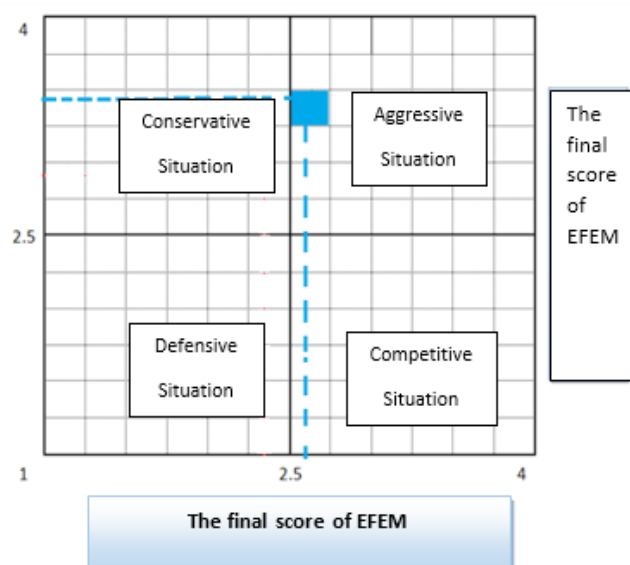 4
Conservative
Situation
Aggressive
Situation
The
final
score
of
EFEM
2.5
Defensive
Situation
Competitive
Situation
1
2.5
4
The final score of EFEM